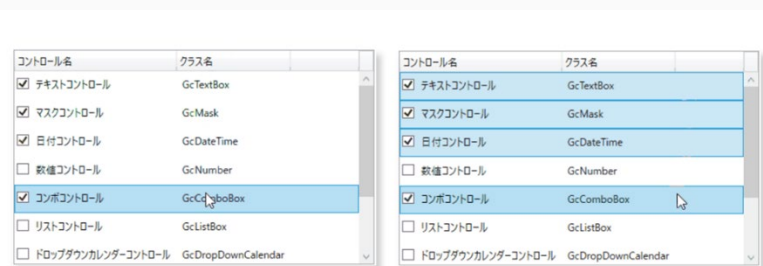 コントロール名 クラス名
テキストコントロール GcTextBox
マスクコントロール GcMask
日付コントロール GcDateTime
数値コントロール GcNumber
コンボコントロール GcComboBox
リストコントロール GcListBox
ドロップダウンカレンダーコントロール GcDropDownCalendar
コントロール名 クラス名
テキストコントロール GcTextBox
マスクコントロール GcMask
日付コントロール GcDateTime
数値コントロール GcNumber
コンボコントロール GcComboBox
リストコントロール GcListBox
ドロップダウンカレンダーコントロール GcDropDownCalendar